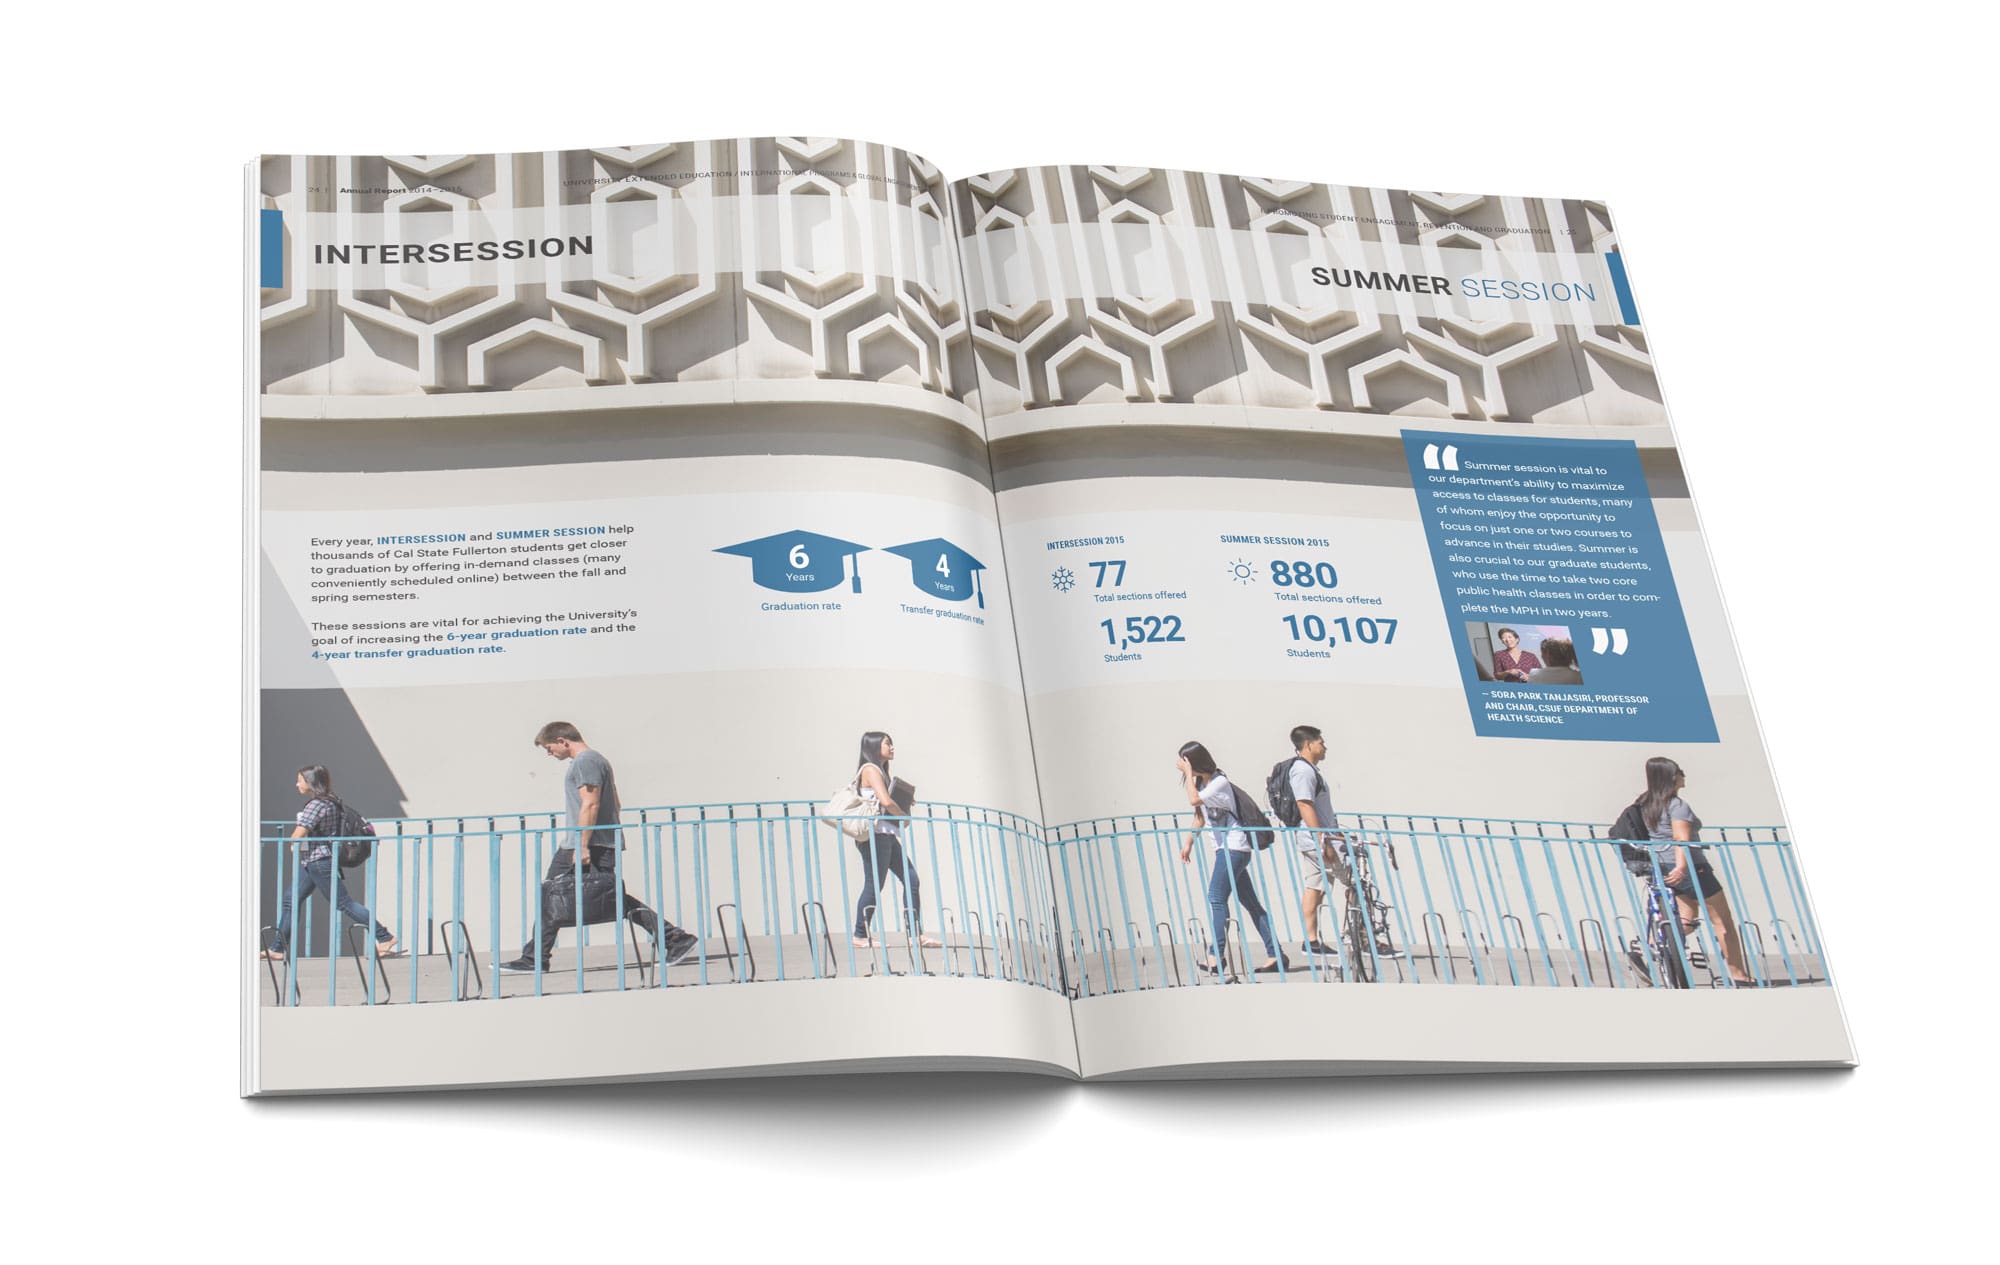 24 | Annual Report 2014–2015
UNIVERSITY EXTENDED EDUCATION / INTERNATIONAL PROGRAMS & GLOBAL ENGAGEMENT
INTERSESSION
Every year, INTERSESSION and SUMMER SESSION help
thousands of Cal State Fullerton students get closer
to graduation by offering in-demand classes (many
conveniently scheduled online) between the fall and
spring semesters.
These sessions are vital for achieving the University's
goal of increasing the 6-year graduation rate and the
4-year transfer graduation rate.
6
Years
Graduation rate
4
Years
Transfer graduation rate
PROMOTING STUDENT ENGAGEMENT, RETENTION AND GRADUATION | 25
SUMMER SESSION
INTERSESSION 2015
77
Total sections offered
1,522
Students
SUMMER SESSION 2015
880
Total sections offered
10,107
Students
“ Summer session is vital to
our department's ability to maximize
access to classes for students, many
of whom enjoy the opportunity to
focus on just one or two courses to
advance in their studies. Summer is
also crucial to our graduate students,
who use the time to take two core
public health classes in order to com-
plete the MPH in two years.
”
– SORA PARK TANJASIRI, PROFESSOR
AND CHAIR, CSUF DEPARTMENT OF
HEALTH SCIENCE